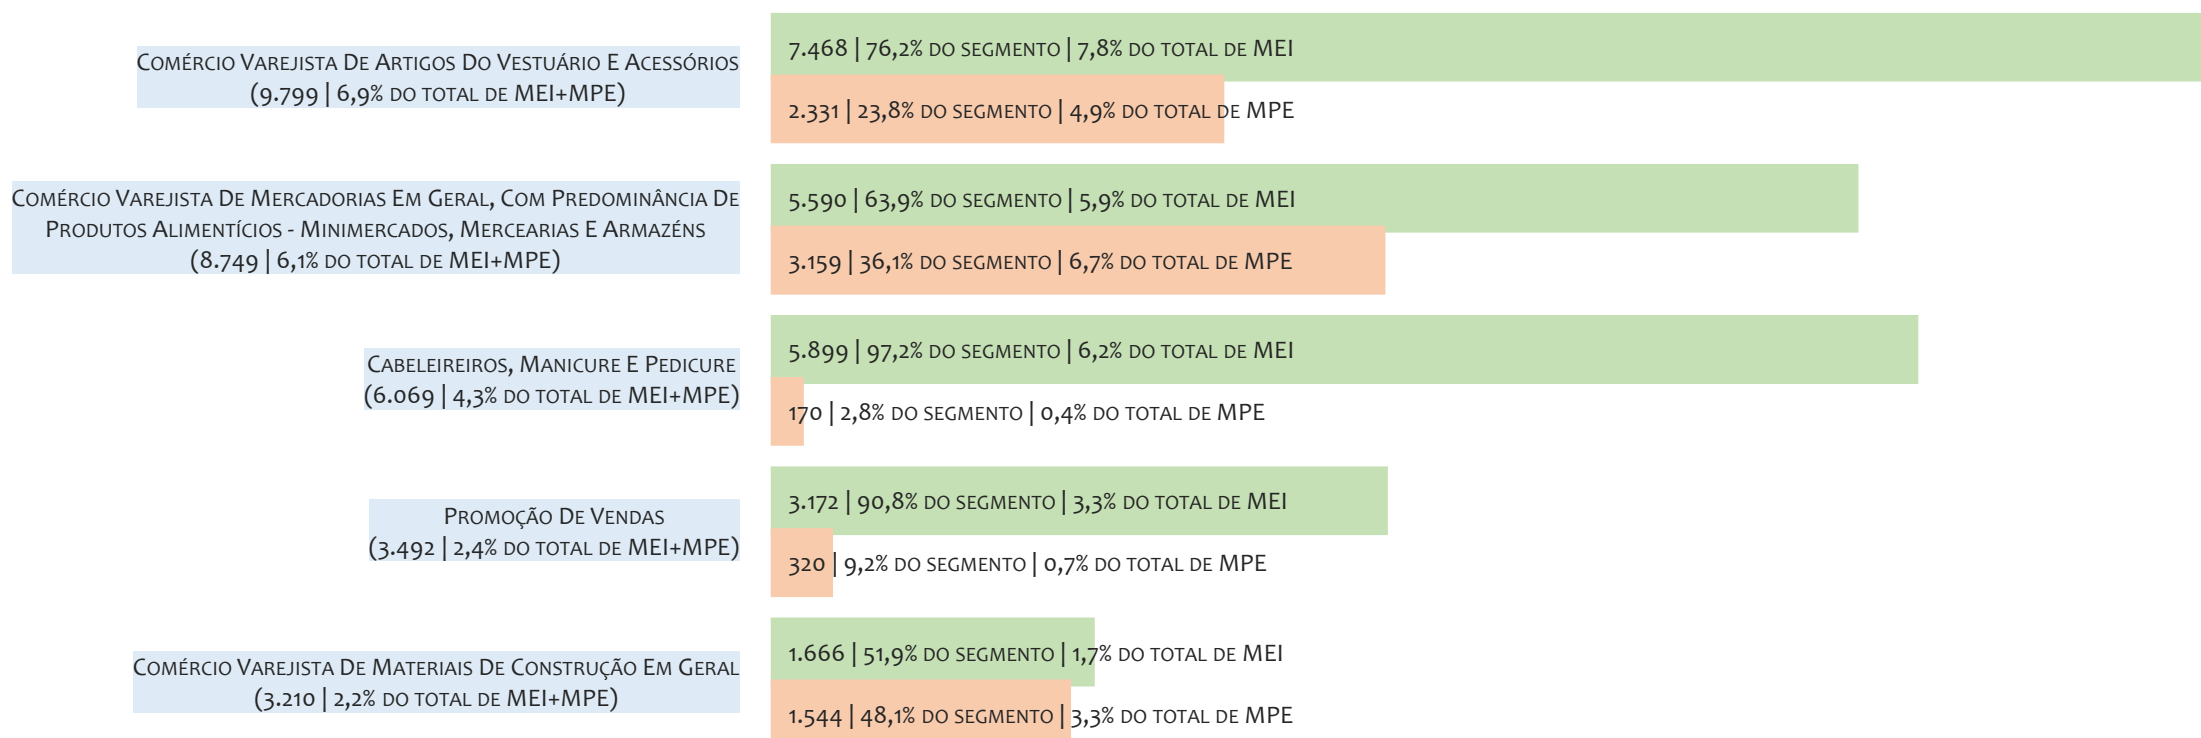 Comércio Varejista De Artigos Do Vestuário E Acessórios
(9.799 | 6,9% do total de MEI+MPE)
7.468 | 76,2% do segmento | 7,8% do total de MEI
2.331 | 23,8% do segmento | 4,9% do total de MPE
Comércio Varejista De Mercadorias Em Geral, Com Predominância De
Produtos Alimentícios - Minimercados, Mercearias E Armazéns
(8.749 | 6,1% do total de MEI+MPE)
5.590 | 63,9% do segmento | 5,9% do total de MEI
3.159 | 36,1% do segmento | 6,7% do total de MPE
Cabeleireiros, Manicure E Pedicure
(6.069 | 4,3% do total de MEI+MPE)
5.899 | 97,2% do segmento | 6,2% do total de MEI
170 | 2,8% do segmento | 0,4% do total de MPE
Promoção De Vendas
(3.492 | 2,4% do total de MEI+MPE)
3.172 | 90,8% do segmento | 3,3% do total de MEI
320 | 9,2% do segmento | 0,7% do total de MPE
Comércio Varejista De Materiais De Construção Em Geral
(3.210 | 2,2% do total de MEI+MPE)
1.666 | 51,9% do segmento | 1,7% do total de MEI
1.544 | 48,1% do segmento | 3,3% do total de MPE